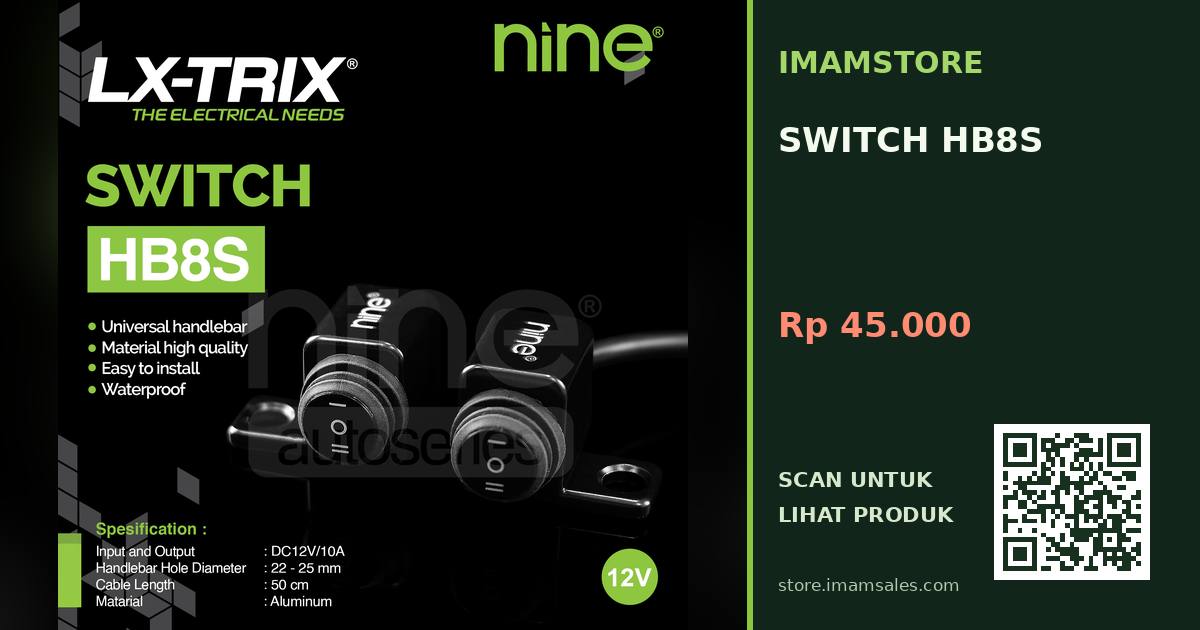 LX-TRIX®
THE ELECTRICAL NEEDS
nine®
SWITCH
HB8S
Universal handlebar
Material high quality
Easy to install
Waterproof
nine®
nine®
nine®
autoseries
I O II
I O II
Spesification :
Input and Output : DC12V/10A
Handlebar Hole Diameter : 22 - 25 mm
Cable Length : 50 cm
Matarial : Aluminum
12V
IMAMSTORE
SWITCH HB8S
Rp 45.000
SCAN UNTUK
LIHAT PRODUK
store.imamsales.com